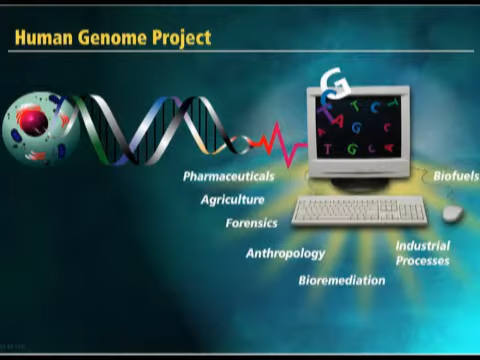 Human Genome Project
G
T C T
A G C
T G C A
Pharmaceuticals
Biofuels
Agriculture
Forensics
Anthropology
Industrial
Processes
Bioremediation